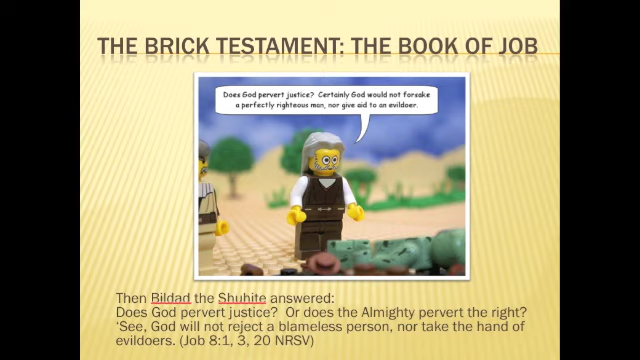 THE BRICK TESTAMENT: THE BOOK OF JOB
Does God pervert justice? Certainly God would not forsake
a perfectly righteous man, nor give aid to an evildoer.
Then Bildad the Shuhite answered:
Does God pervert justice? Or does the Almighty pervert the right?
‘See, God will not reject a blameless person, nor take the hand of
evildoers. (Job 8:1, 3, 20 NRSV)